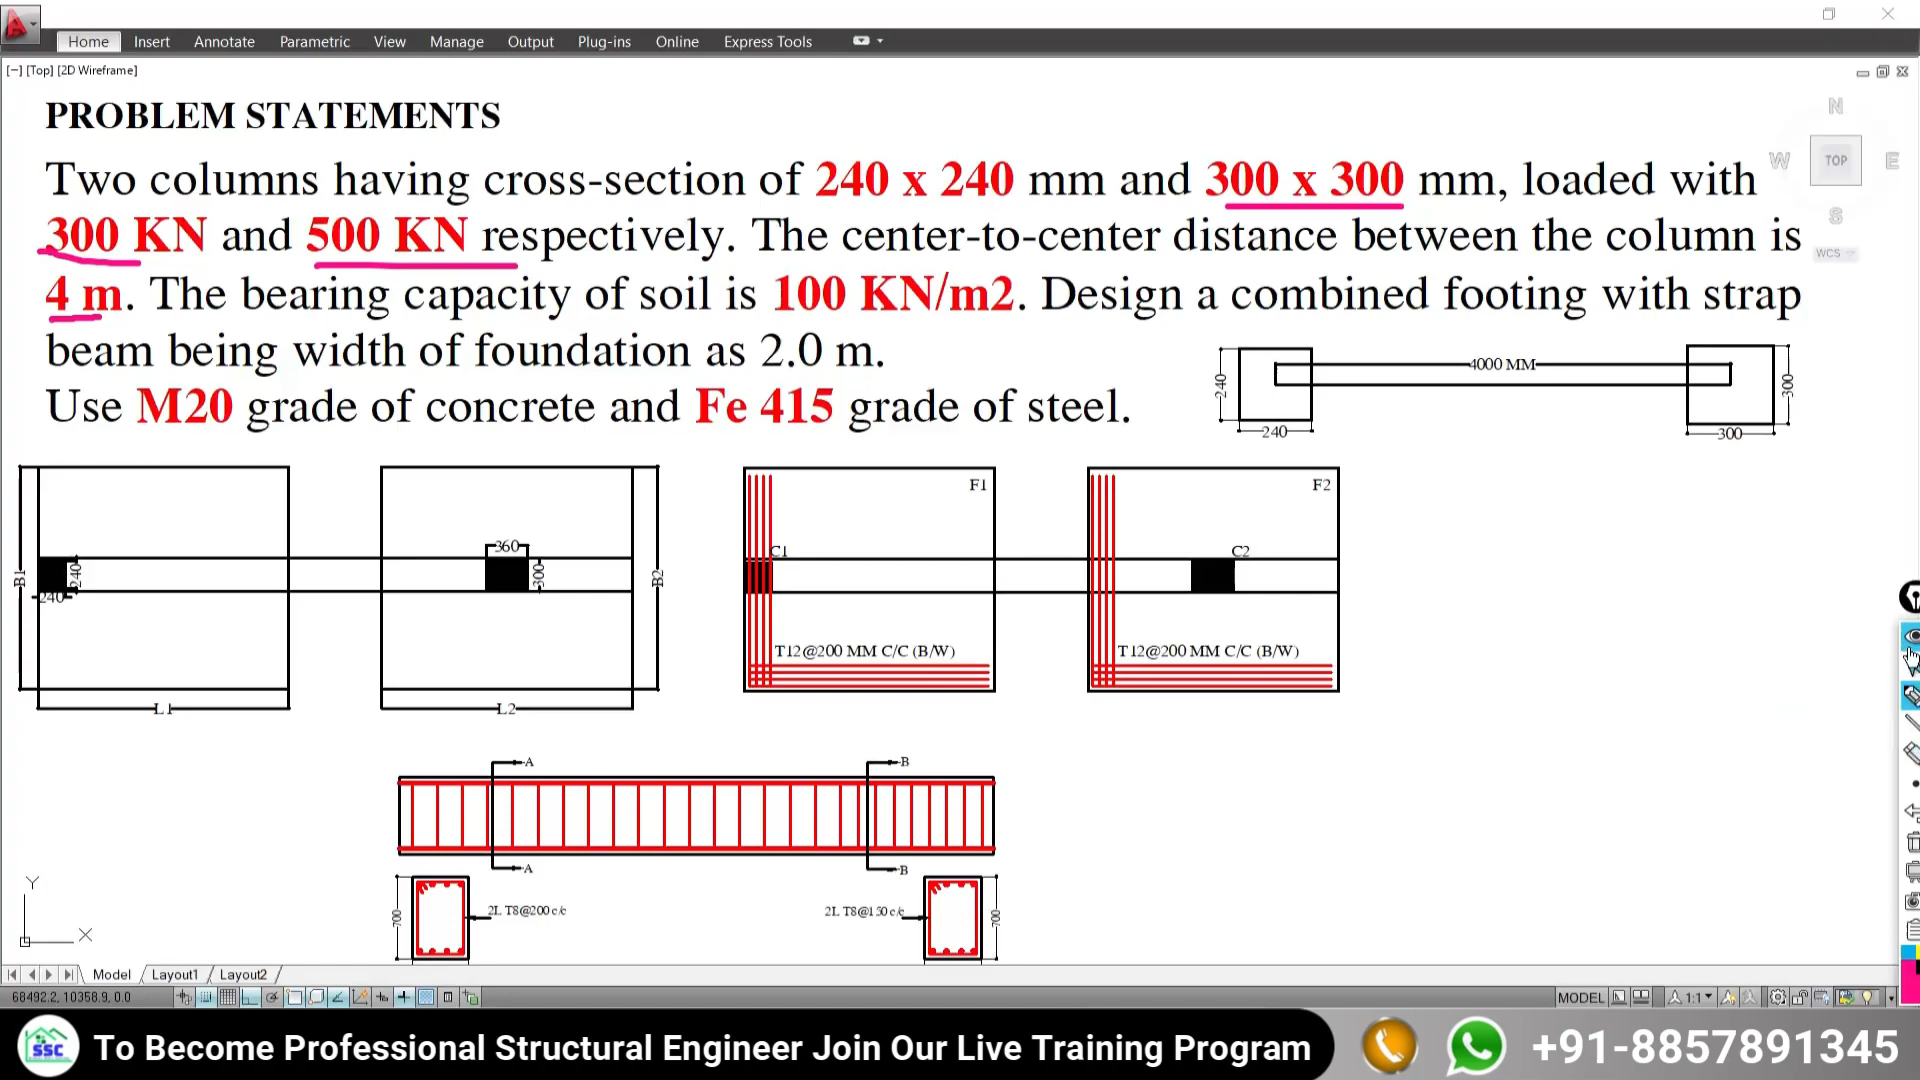 Home Insert Annotate Parametric View Manage Output Plug-ins Online Express Tools
[−] [Top] [2D Wireframe]
PROBLEM STATEMENTS
Two columns having cross-section of 240 x 240 mm and 300 x 300 mm, loaded with
300 KN and 500 KN respectively. The center-to-center distance between the column is
4 m. The bearing capacity of soil is 100 KN/m2. Design a combined footing with strap
beam being width of foundation as 2.0 m.
Use M20 grade of concrete and Fe 415 grade of steel.
N
W TOP E
S
WCS
4000 MM
240 300
240 300
F1 F2
360
C1 C2
B1 240 300 B2
240
T12@200 MM C/C (B/W) T12@200 MM C/C (B/W)
L1 L2
A B
A B
700 2L T8@200 c/c 2L T8@150 c/c 700
Y
X
Model Layout1 Layout2
68492.2, 10358.9, 0.0 MODEL 1:1
SSC To Become Professional Structural Engineer Join Our Live Training Program +91-8857891345